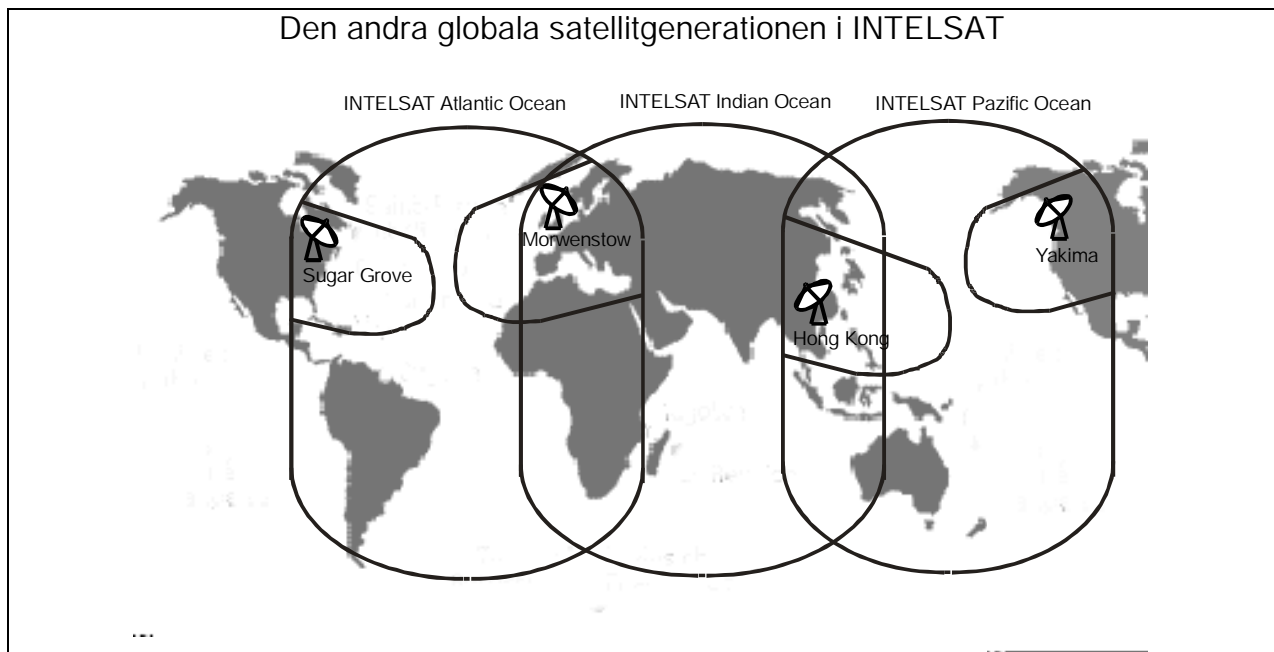 Den andra globala satellitgenerationen i INTELSAT
INTELSAT Atlantic Ocean
INTELSAT Indian Ocean
INTELSAT Pazific Ocean
Sugar Grove
Morwenstow
Hong Kong
Yakima